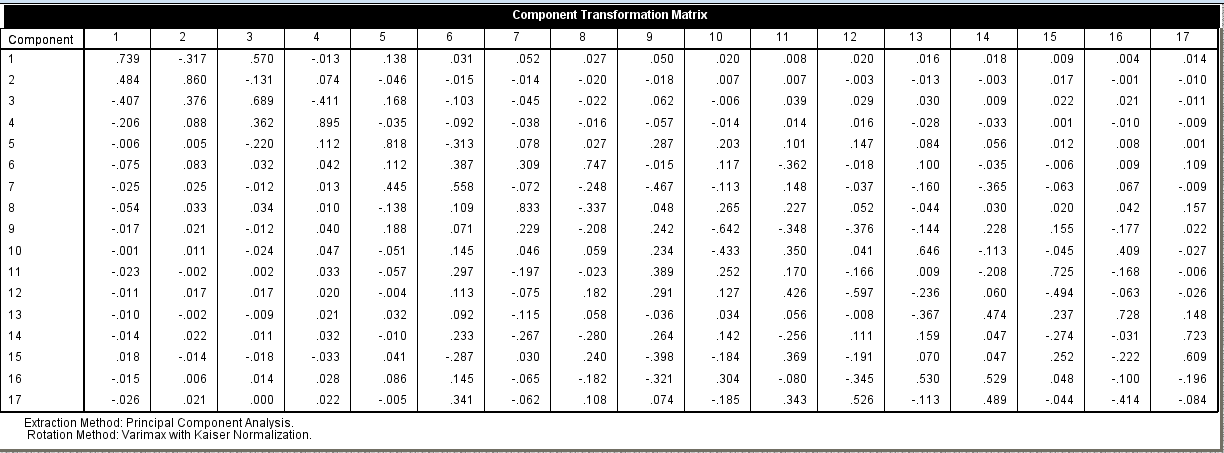 Component Transformation Matrix
Component 1 2 3 4 5 6 7 8 9 10 11 12 13 14 15 16 17
1 .739 -.317 .570 -.013 .138 .031 .052 .027 .050 .020 .008 .020 .016 .018 .009 .004 .014
2 .484 .860 -.131 .074 -.046 -.015 -.014 -.020 -.018 .007 .007 -.003 -.013 -.003 .017 -.001 -.010
3 -.407 .376 .689 -.411 .168 -.103 -.045 -.022 .062 -.006 .039 .029 .030 .009 .022 .021 -.011
4 -.206 .088 .362 .895 -.035 -.092 -.038 -.016 -.057 -.014 .014 .016 -.028 -.033 .001 -.010 -.009
5 -.006 .005 -.220 .112 .818 -.313 .078 .027 .287 .203 .101 .147 .084 .056 .012 .008 .001
6 -.075 .083 .032 .042 .112 .387 .309 .747 -.015 .117 -.362 -.018 .100 -.035 -.006 .009 .109
7 -.025 .025 -.012 .013 .445 .558 -.072 -.248 -.467 -.113 .148 -.037 -.160 -.365 -.063 .067 -.009
8 -.054 .033 .034 .010 -.138 .109 .833 -.337 .048 .265 .227 .052 -.044 .030 .020 .042 .157
9 -.017 .021 -.012 .040 .188 .071 .229 -.208 .242 -.642 -.348 -.376 -.144 .228 .155 -.177 .022
10 -.001 .011 -.024 .047 -.051 .145 .046 .059 .234 -.433 .350 .041 .646 -.113 -.045 .409 -.027
11 -.023 -.002 .002 .033 -.057 .297 -.197 -.023 .389 .252 .170 -.166 .009 -.208 .725 -.168 -.006
12 -.011 .017 .017 .020 -.004 .113 -.075 .182 .291 .127 .426 -.597 -.236 .060 -.494 -.063 -.026
13 -.010 -.002 -.009 .021 .032 .092 -.115 .058 -.036 .034 .056 -.008 -.367 .474 .237 .728 .148
14 -.014 .022 .011 .032 -.010 .233 -.267 -.280 .264 .142 -.256 .111 .159 .047 -.274 -.031 .723
15 .018 -.014 -.018 -.033 .041 -.287 .030 .240 -.398 -.184 .369 -.191 .070 .047 .252 -.222 .609
16 -.015 .006 .014 .028 .086 .145 -.065 -.182 -.321 .304 -.080 -.345 .530 .529 .048 -.100 -.196
17 -.026 .021 .000 .022 -.005 .341 -.062 .108 .074 -.185 .343 .526 -.113 .489 -.044 -.414 -.084
Extraction Method: Principal Component Analysis.
Rotation Method: Varimax with Kaiser Normalization.